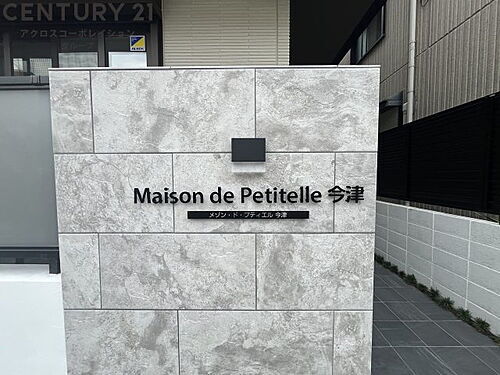 CENTURY 21
アクロスコーポレイション
Maison de Petitelle 今津
メゾン・ド・プティエル 今津